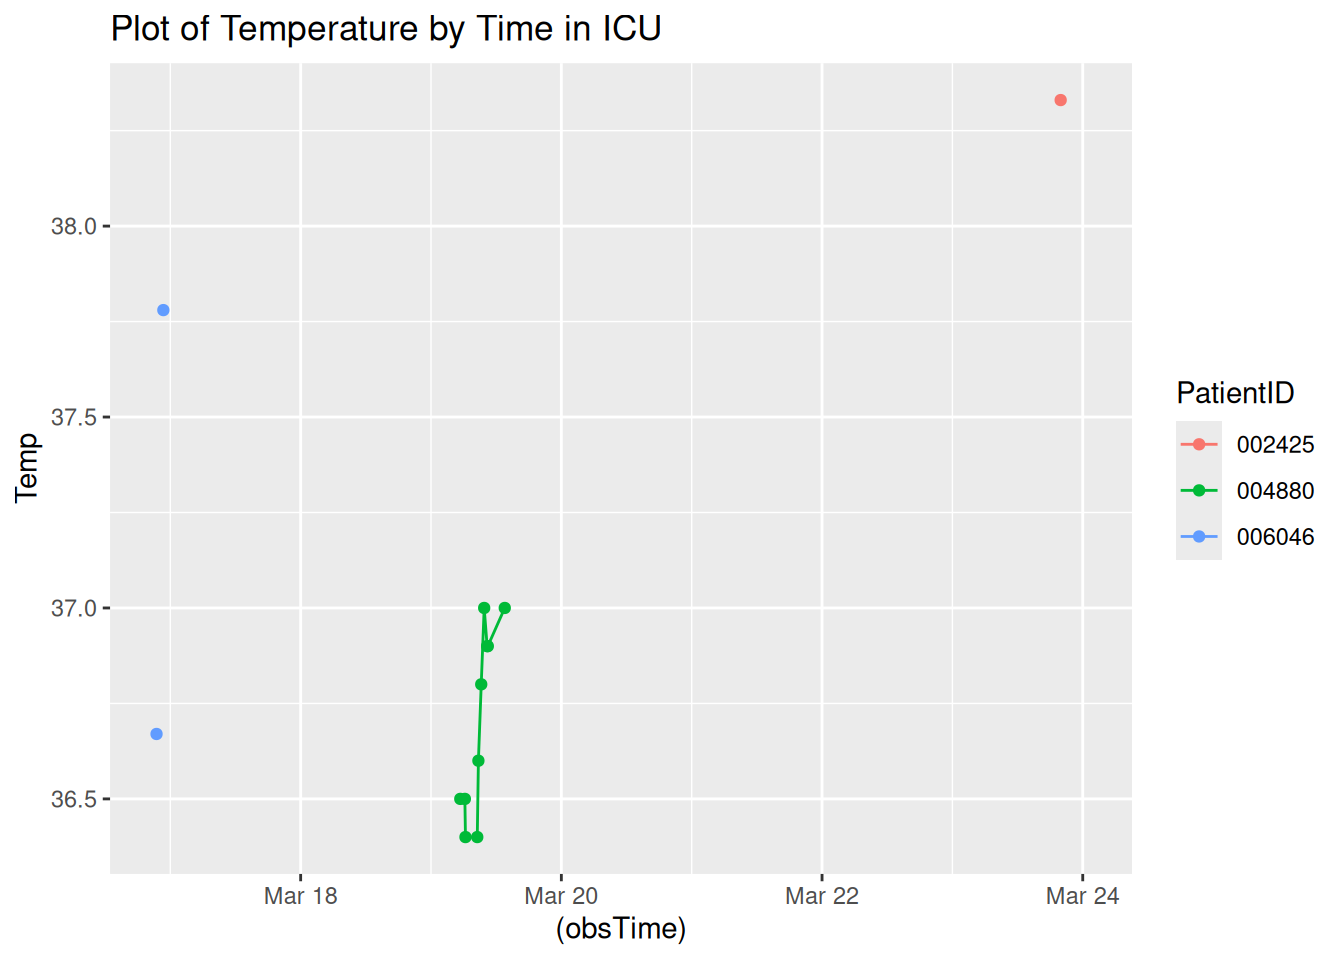 Plot of Temperature by Time in ICU
38.0
37.5
37.0
36.5
Temp
Mar 18
Mar 20
Mar 22
Mar 24
(obsTime)
PatientID
002425
004880
006046